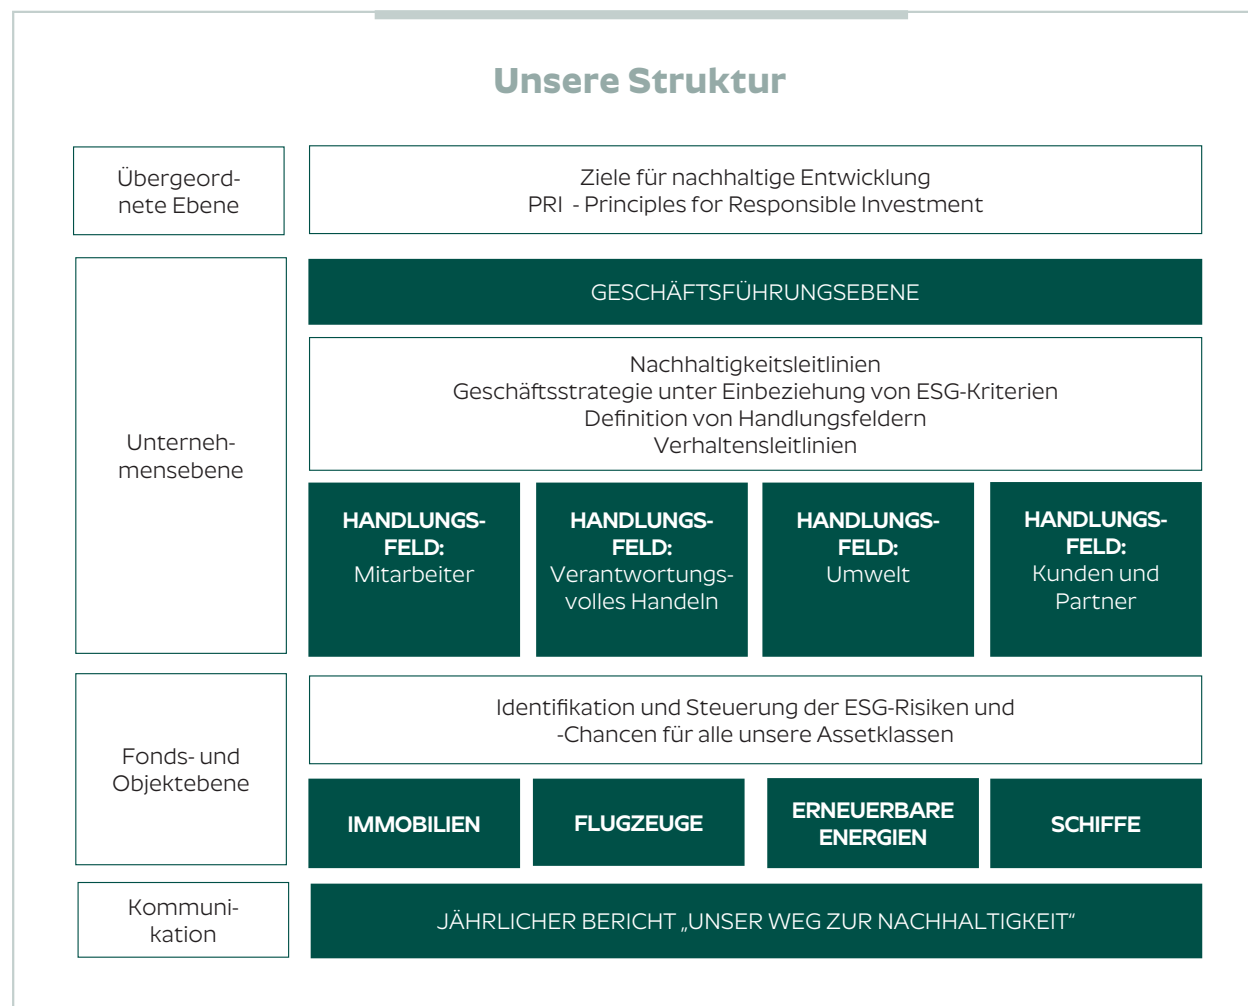 Unsere Struktur
Übergeord-
nete Ebene
Ziele für nachhaltige Entwicklung
PRI - Principles for Responsible Investment
Unterneh-
mensebene
GESCHÄFTSFÜHRUNGSEBENE
Nachhaltigkeitsleitlinien
Geschäftsstrategie unter Einbeziehung von ESG-Kriterien
Definition von Handlungsfeldern
Verhaltensleitlinien
HANDLUNGS-
FELD:
Mitarbeiter
HANDLUNGS-
FELD:
Verantwortungs-
volles Handeln
HANDLUNGS-
FELD:
Umwelt
HANDLUNGS-
FELD:
Kunden und
Partner
Fonds- und
Objektebene
Identifikation und Steuerung der ESG-Risiken und
-Chancen für alle unsere Assetklassen
IMMOBILIEN
FLUGZEUGE
ERNEUERBARE
ENERGIEN
SCHIFFE
Kommuni-
kation
JÄHRLICHER BERICHT „UNSER WEG ZUR NACHHALTIGKEIT“